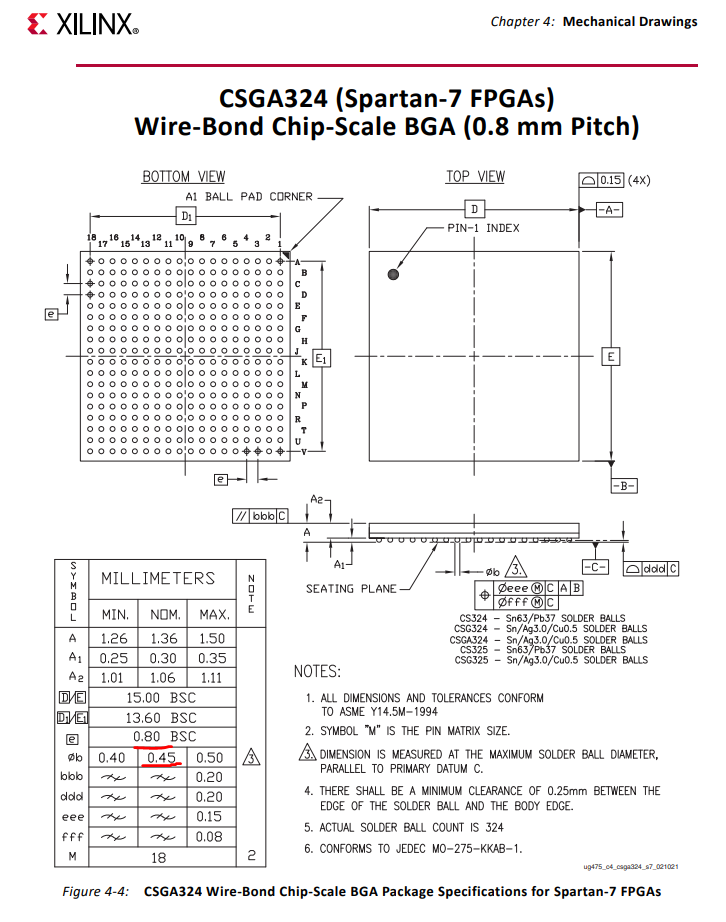 XILINX®
Chapter 4: Mechanical Drawings
CSGA324 (Spartan-7 FPGAs)
Wire-Bond Chip-Scale BGA (0.8 mm Pitch)
BOTTOM VIEW
TOP VIEW
A1 BALL PAD CORNER
0.15 (4X)
D1
D
-A-
PIN-1 INDEX
18 16 14 12 10 8 6 4 2
17 15 13 11 9 7 5 3 1
A
B
C
D
E
F
G
H
J
K
L
M
N
P
R
T
U
V
e
E1
E
e
-B-
A2
// bbb C
A
A1
-C-
ddd C
SEATING PLANE
Øb 3.
Øeee M C A B
Øfff M C
CS324 - Sn63/Pb37 SOLDER BALLS
CSG324 - Sn/Ag3.0/Cu0.5 SOLDER BALLS
CSGA324 - Sn/Ag3.0/Cu0.5 SOLDER BALLS
CS325 - Sn63/Pb37 SOLDER BALLS
CSG325 - Sn/Ag3.0/Cu0.5 SOLDER BALLS
SYMBOL MILLIMETERS NOTE
MIN. NOM. MAX.
A 1.26 1.36 1.50
A1 0.25 0.30 0.35
A2 1.01 1.06 1.11
D/E 15.00 BSC
D1/E1 13.60 BSC
e 0.80 BSC
Øb 0.40 0.45 0.50 3
bbb 0.20
ddd 0.20
eee 0.15
fff 0.08
M 18 2
NOTES:
1. ALL DIMENSIONS AND TOLERANCES CONFORM
TO ASME Y14.5M-1994
2. SYMBOL "M" IS THE PIN MATRIX SIZE.
3. DIMENSION IS MEASURED AT THE MAXIMUM SOLDER BALL DIAMETER,
PARALLEL TO PRIMARY DATUM C.
4. THERE SHALL BE A MINIMUM CLEARANCE OF 0.25mm BETWEEN THE
EDGE OF THE SOLDER BALL AND THE BODY EDGE.
5. ACTUAL SOLDER BALL COUNT IS 324
6. CONFORMS TO JEDEC MO-275-KKAB-1.
ug475_c4_csga324_s7_021021
Figure 4-4: CSGA324 Wire-Bond Chip-Scale BGA Package Specifications for Spartan-7 FPGAs